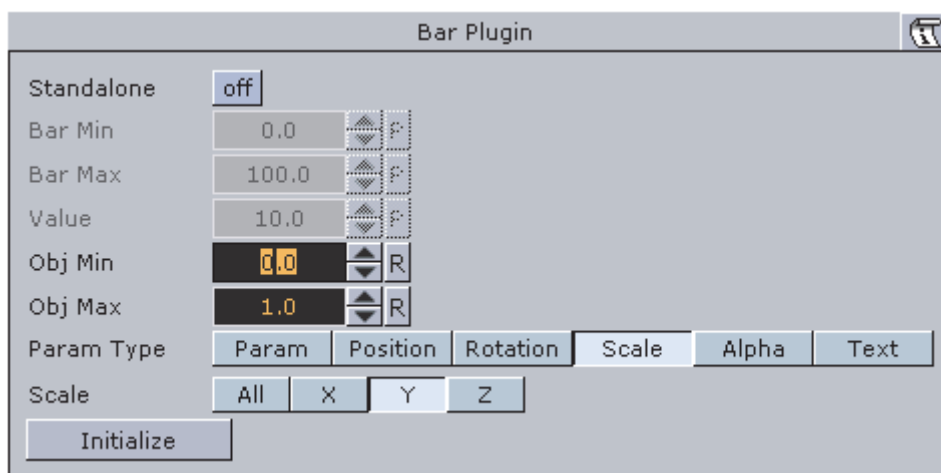 Bar Plugin
Standalone off
Bar Min 0.0 P
Bar Max 100.0 P
Value 10.0 P
Obj Min 0.0 R
Obj Max 1.0 R
Param Type Param Position Rotation Scale Alpha Text
Scale All X Y Z
Initialize